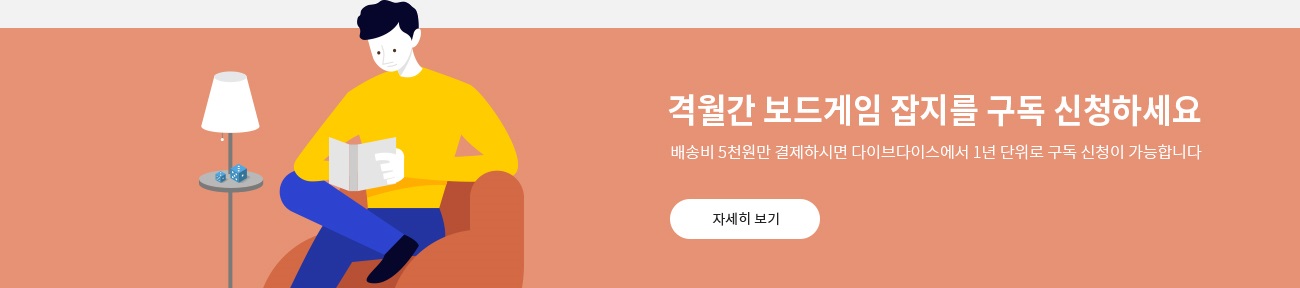 격월간 보드게임 잡지를 구독 신청하세요
배송비 5천원만 결제하시면 다이브다이스에서 1년 단위로 구독 신청이 가능합니다
자세히 보기